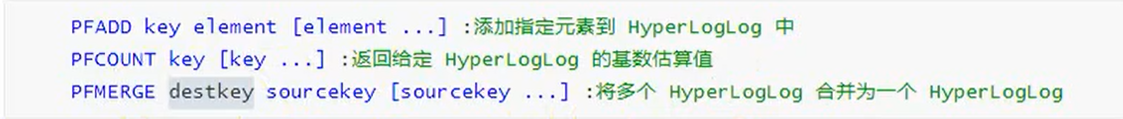 PFADD key element [element ...] :添加指定元素到 HyperLogLog 中
PFCOUNT key [key ...] :返回给定 HyperLogLog 的基数估算值
PFMERGE destkey sourcekey [sourcekey ...] :将多个 HyperLogLog 合并为一个 HyperLogLog